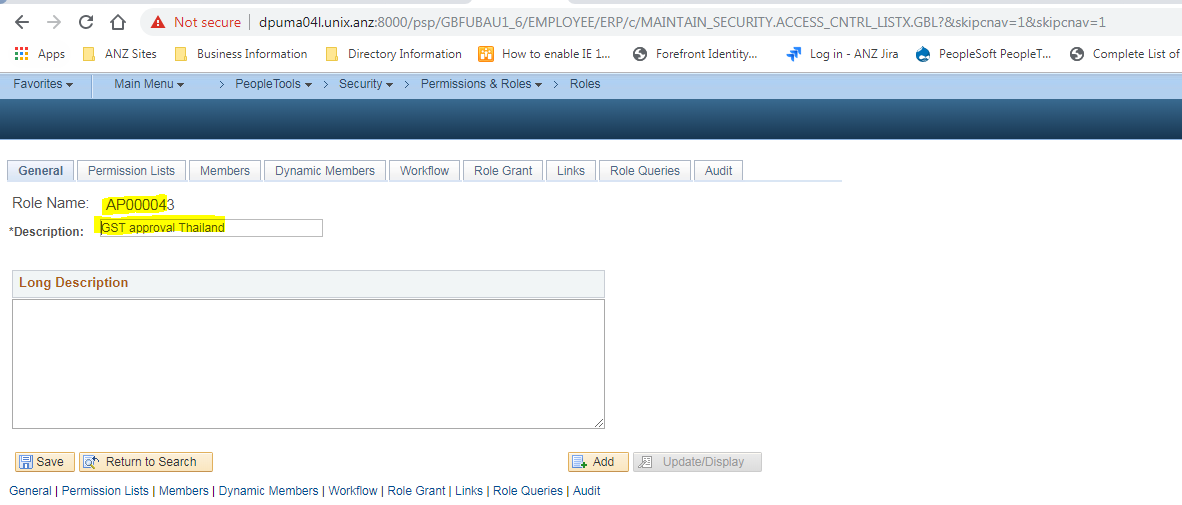 Not secure | dpuma04l.unix.anz:8000/psp/GBFUBAU1_6/EMPLOYEE/ERP/c/MAINTAIN_SECURITY.ACCESS_CNTRL_LISTX.GBL?&skipcnav=1&skipcnav=1
Apps ANZ Sites Business Information Directory Information How to enable IE 1... Forefront Identity... Log in - ANZ Jira PeopleSoft PeopleT... Complete List of
Favorites Main Menu > PeopleTools > Security > Permissions & Roles > Roles
General Permission Lists Members Dynamic Members Workflow Role Grant Links Role Queries Audit
Role Name: AP000043
*Description: GST approval Thailand
Long Description
Save Return to Search Add Update/Display
General | Permission Lists | Members | Dynamic Members | Workflow | Role Grant | Links | Role Queries | Audit